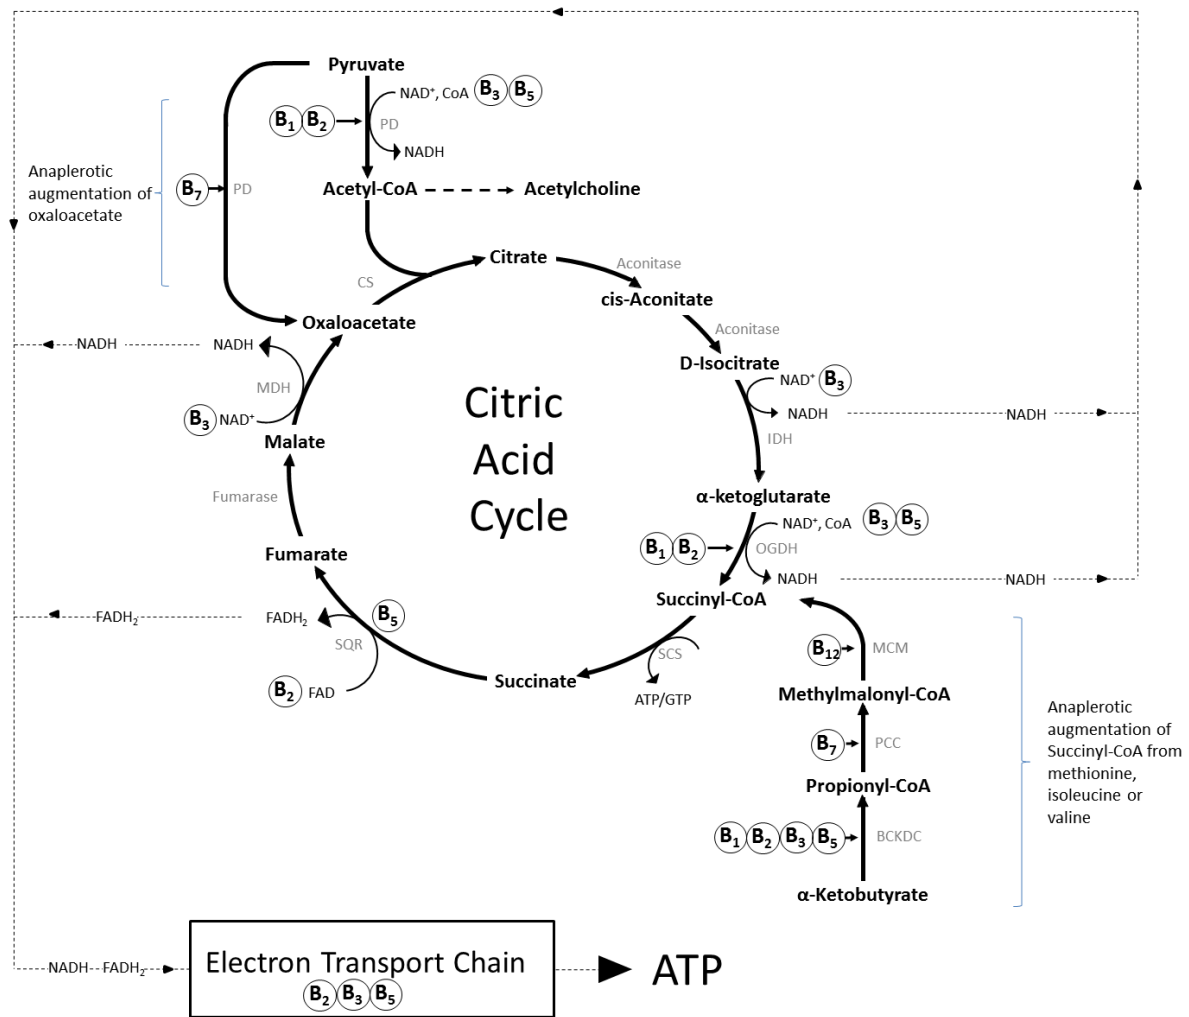 Pyruvate
NAD⁺, CoA B₃ B₅
B₁ B₂
PD
NADH
Anaplerotic
augmentation of
oxaloacetate
B₇
PD
Acetyl-CoA
Acetylcholine
Citrate
Aconitase
CS
cis-Aconitate
Oxaloacetate
Aconitase
NADH
NADH
D-Isocitrate
NAD⁺ B₃
MDH
NADH
NADH
B₃ NAD⁺
IDH
Malate
Citric
Acid
Cycle
Fumarase
α-ketoglutarate
NAD⁺, CoA B₃ B₅
B₁ B₂
OGDH
Fumarate
NADH
NADH
Succinyl-CoA
FADH₂
FADH₂
B₅
SQR
SCS
B₁₂
MCM
Succinate
B₂ FAD
ATP/GTP
Methylmalonyl-CoA
Anaplerotic
augmentation of
Succinyl-CoA from
methionine,
isoleucine or
valine
B₇
PCC
Propionyl-CoA
B₁ B₂ B₃ B₅
BCKDC
α-Ketobutyrate
NADH
FADH₂
Electron Transport Chain
B₂ B₃ B₅
ATP